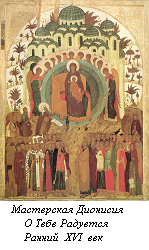 Мастерская Дионисия
О Тебе Радуется
Ранний XVI век